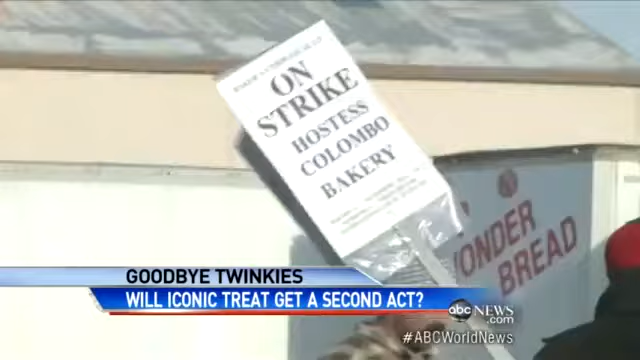 ON
STRIKE
HOSTESS
COLOMBO
BAKERY
WONDER
BREAD
GOODBYE TWINKIES
WILL ICONIC TREAT GET A SECOND ACT?
abc NEWS
.com
#ABCWorldNews